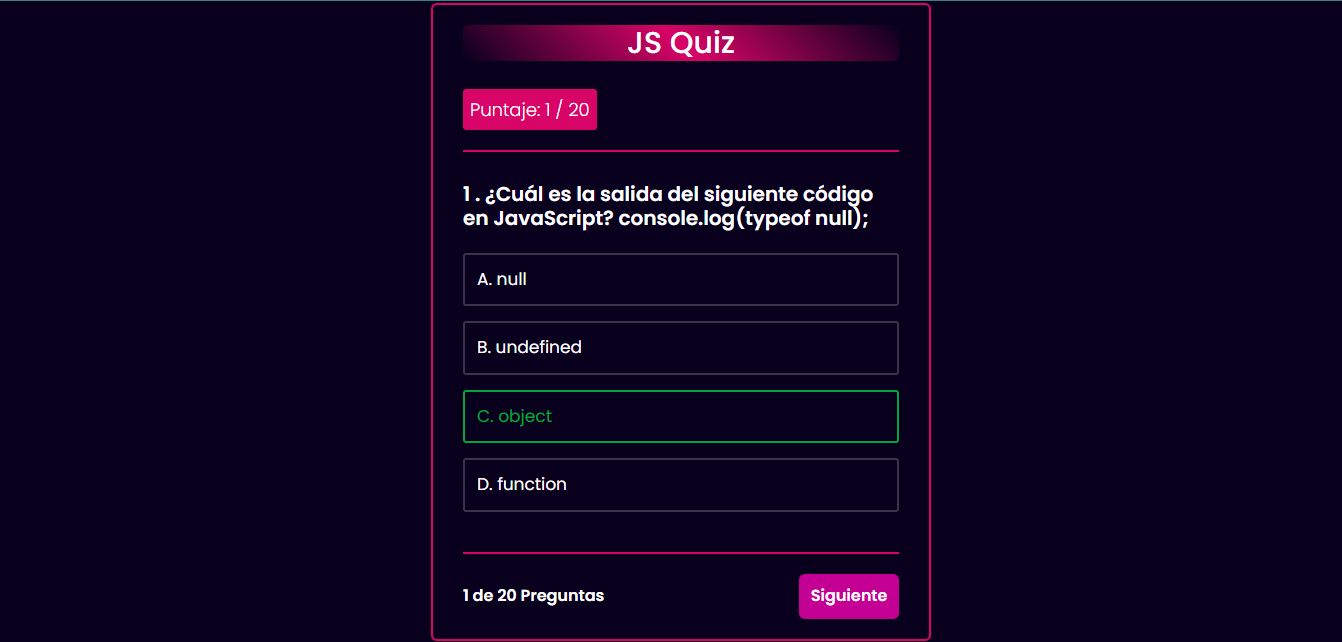 JS Quiz
Puntaje: 1 / 20
1 . ¿Cuál es la salida del siguiente código
en JavaScript? console.log(typeof null);
A. null
B. undefined
C. object
D. function
1 de 20 Preguntas
Siguiente